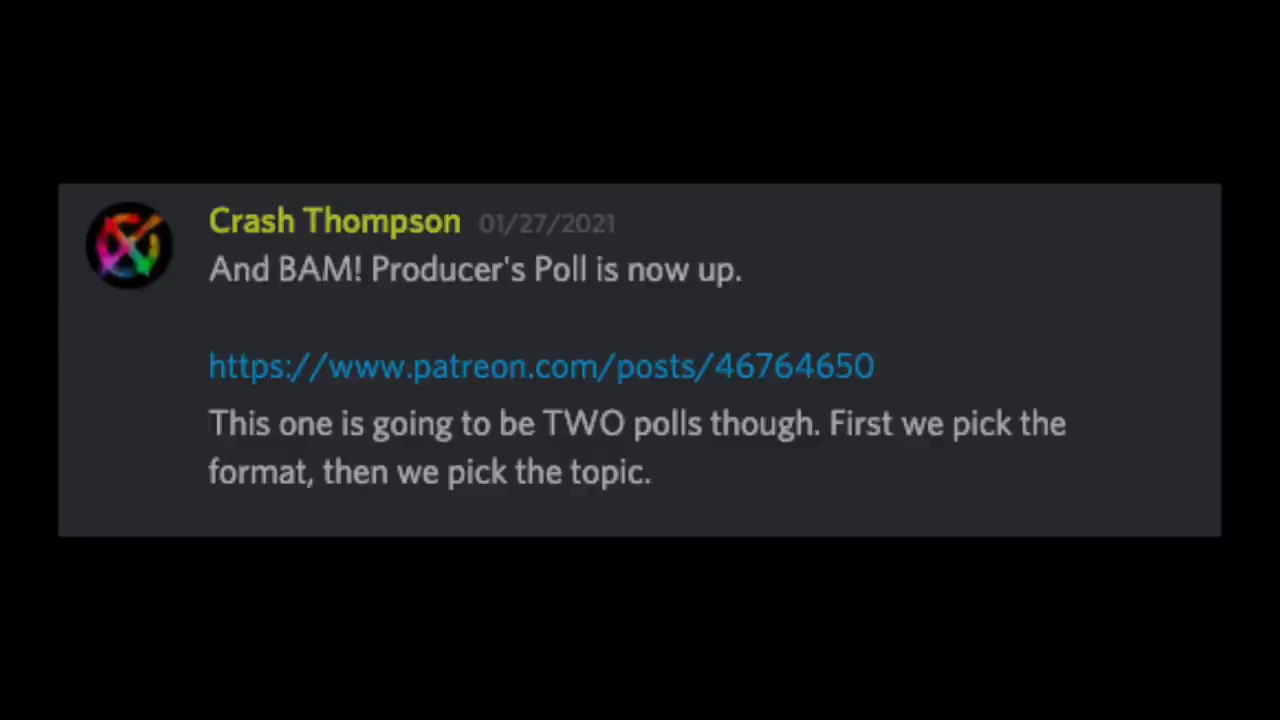 Crash Thompson 01/27/2021
And BAM! Producer's Poll is now up.
https://www.patreon.com/posts/46764650
This one is going to be TWO polls though. First we pick the
format, then we pick the topic.